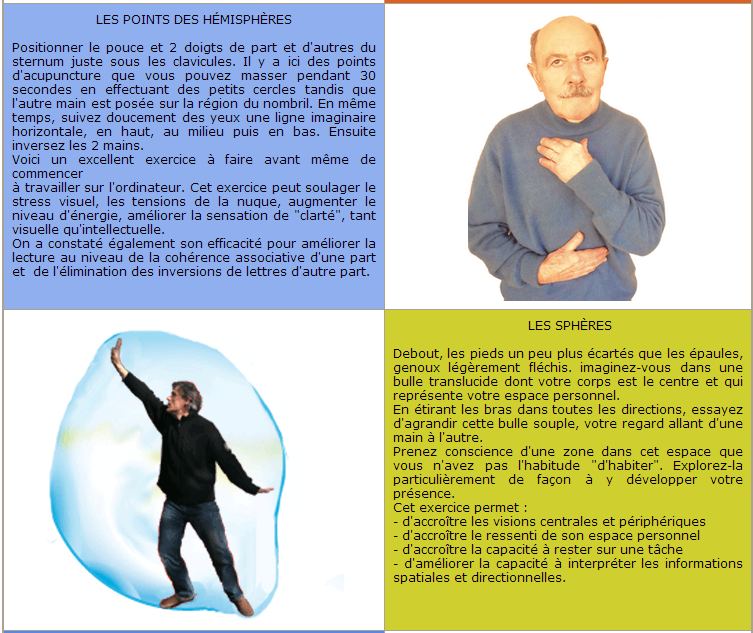 LES POINTS DES HÉMISPHÈRES
Positionner le pouce et 2 doigts de part et d'autres du
sternum juste sous les clavicules. Il y a ici des points
d'acupuncture que vous pouvez masser pendant 30
secondes en effectuant des petits cercles tandis que
l'autre main est posée sur la région du nombril. En même
temps, suivez doucement des yeux une ligne imaginaire
horizontale, en haut, au milieu puis en bas. Ensuite
inversez les 2 mains.
Voici un excellent exercice à faire avant même de
commencer
à travailler sur l'ordinateur. Cet exercice peut soulager le
stress visuel, les tensions de la nuque, augmenter le
niveau d'énergie, améliorer la sensation de "clarté", tant
visuelle qu'intellectuelle.
On a constaté également son efficacité pour améliorer la
lecture au niveau de la cohérence associative d'une part
et de l'élimination des inversions de lettres d'autre part.
LES SPHÈRES
Debout, les pieds un peu plus écartés que les épaules,
genoux légèrement fléchis. imaginez-vous dans une
bulle translucide dont votre corps est le centre et qui
représente votre espace personnel.
En étirant les bras dans toutes les directions, essayez
d'agrandir cette bulle souple, votre regard allant d'une
main à l'autre.
Prenez conscience d'une zone dans cet espace que
vous n'avez pas l'habitude "d'habiter". Explorez-la
particulièrement de façon à y développer votre
présence.
Cet exercice permet :
- d'accroître les visions centrales et périphériques
- d'accroître le ressenti de son espace personnel
- d'accroître la capacité à rester sur une tâche
- d'améliorer la capacité à interpréter les informations
spatiales et directionnelles.